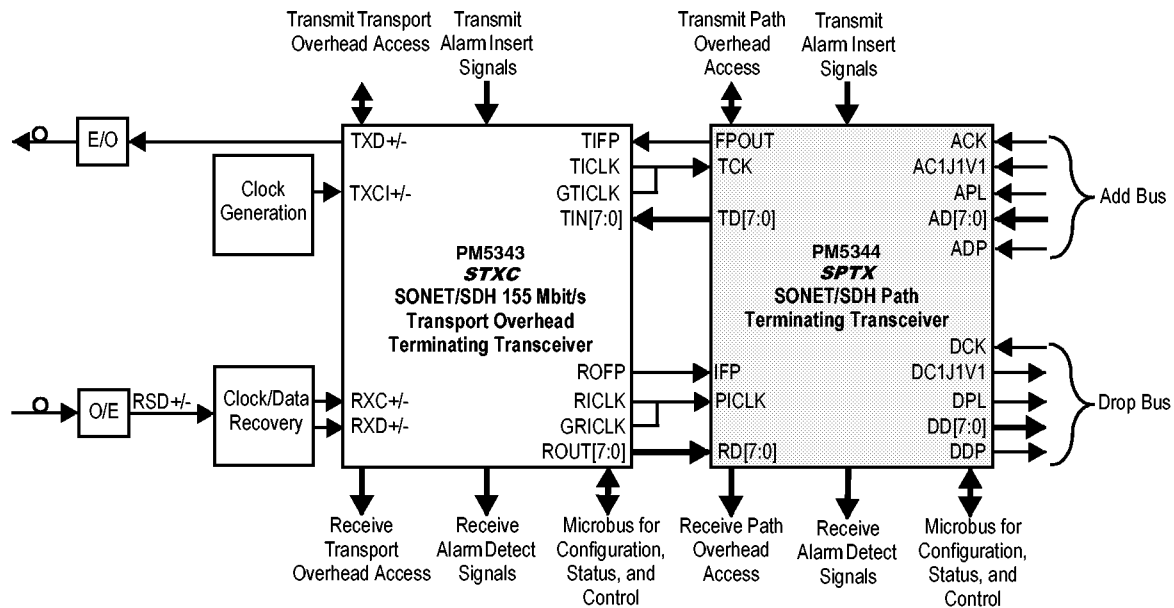 Transmit Transport
Overhead Access
Transmit
Alarm Insert
Signals
Transmit Path
Overhead
Access
Transmit
Alarm Insert
Signals
E/O
Clock
Generation
TXD+/-
TXCI+/-
TIFP
TICLK
GTICLK
TIN[7:0]
PM5343
STXC
SONET/SDH 155 Mbit/s
Transport Overhead
Terminating Transceiver
FPOUT
TCK
TD[7:0]
ACK
AC1J1V1
APL
AD[7:0]
ADP
Add Bus
PM5344
SPTX
SONET/SDH Path
Terminating Transceiver
O/E
RSD+/-
Clock/Data
Recovery
RXC+/-
RXD+/-
ROFP
RICLK
GRICLK
ROUT[7:0]
IFP
PICLK
RD[7:0]
DCK
DC1J1V1
DPL
DD[7:0]
DDP
Drop Bus
Receive
Transport
Overhead Access
Receive
Alarm Detect
Signals
Microbus for
Configuration,
Status, and
Control
Receive Path
Overhead
Access
Receive
Alarm Detect
Signals
Microbus for
Configuration,
Status, and
Control